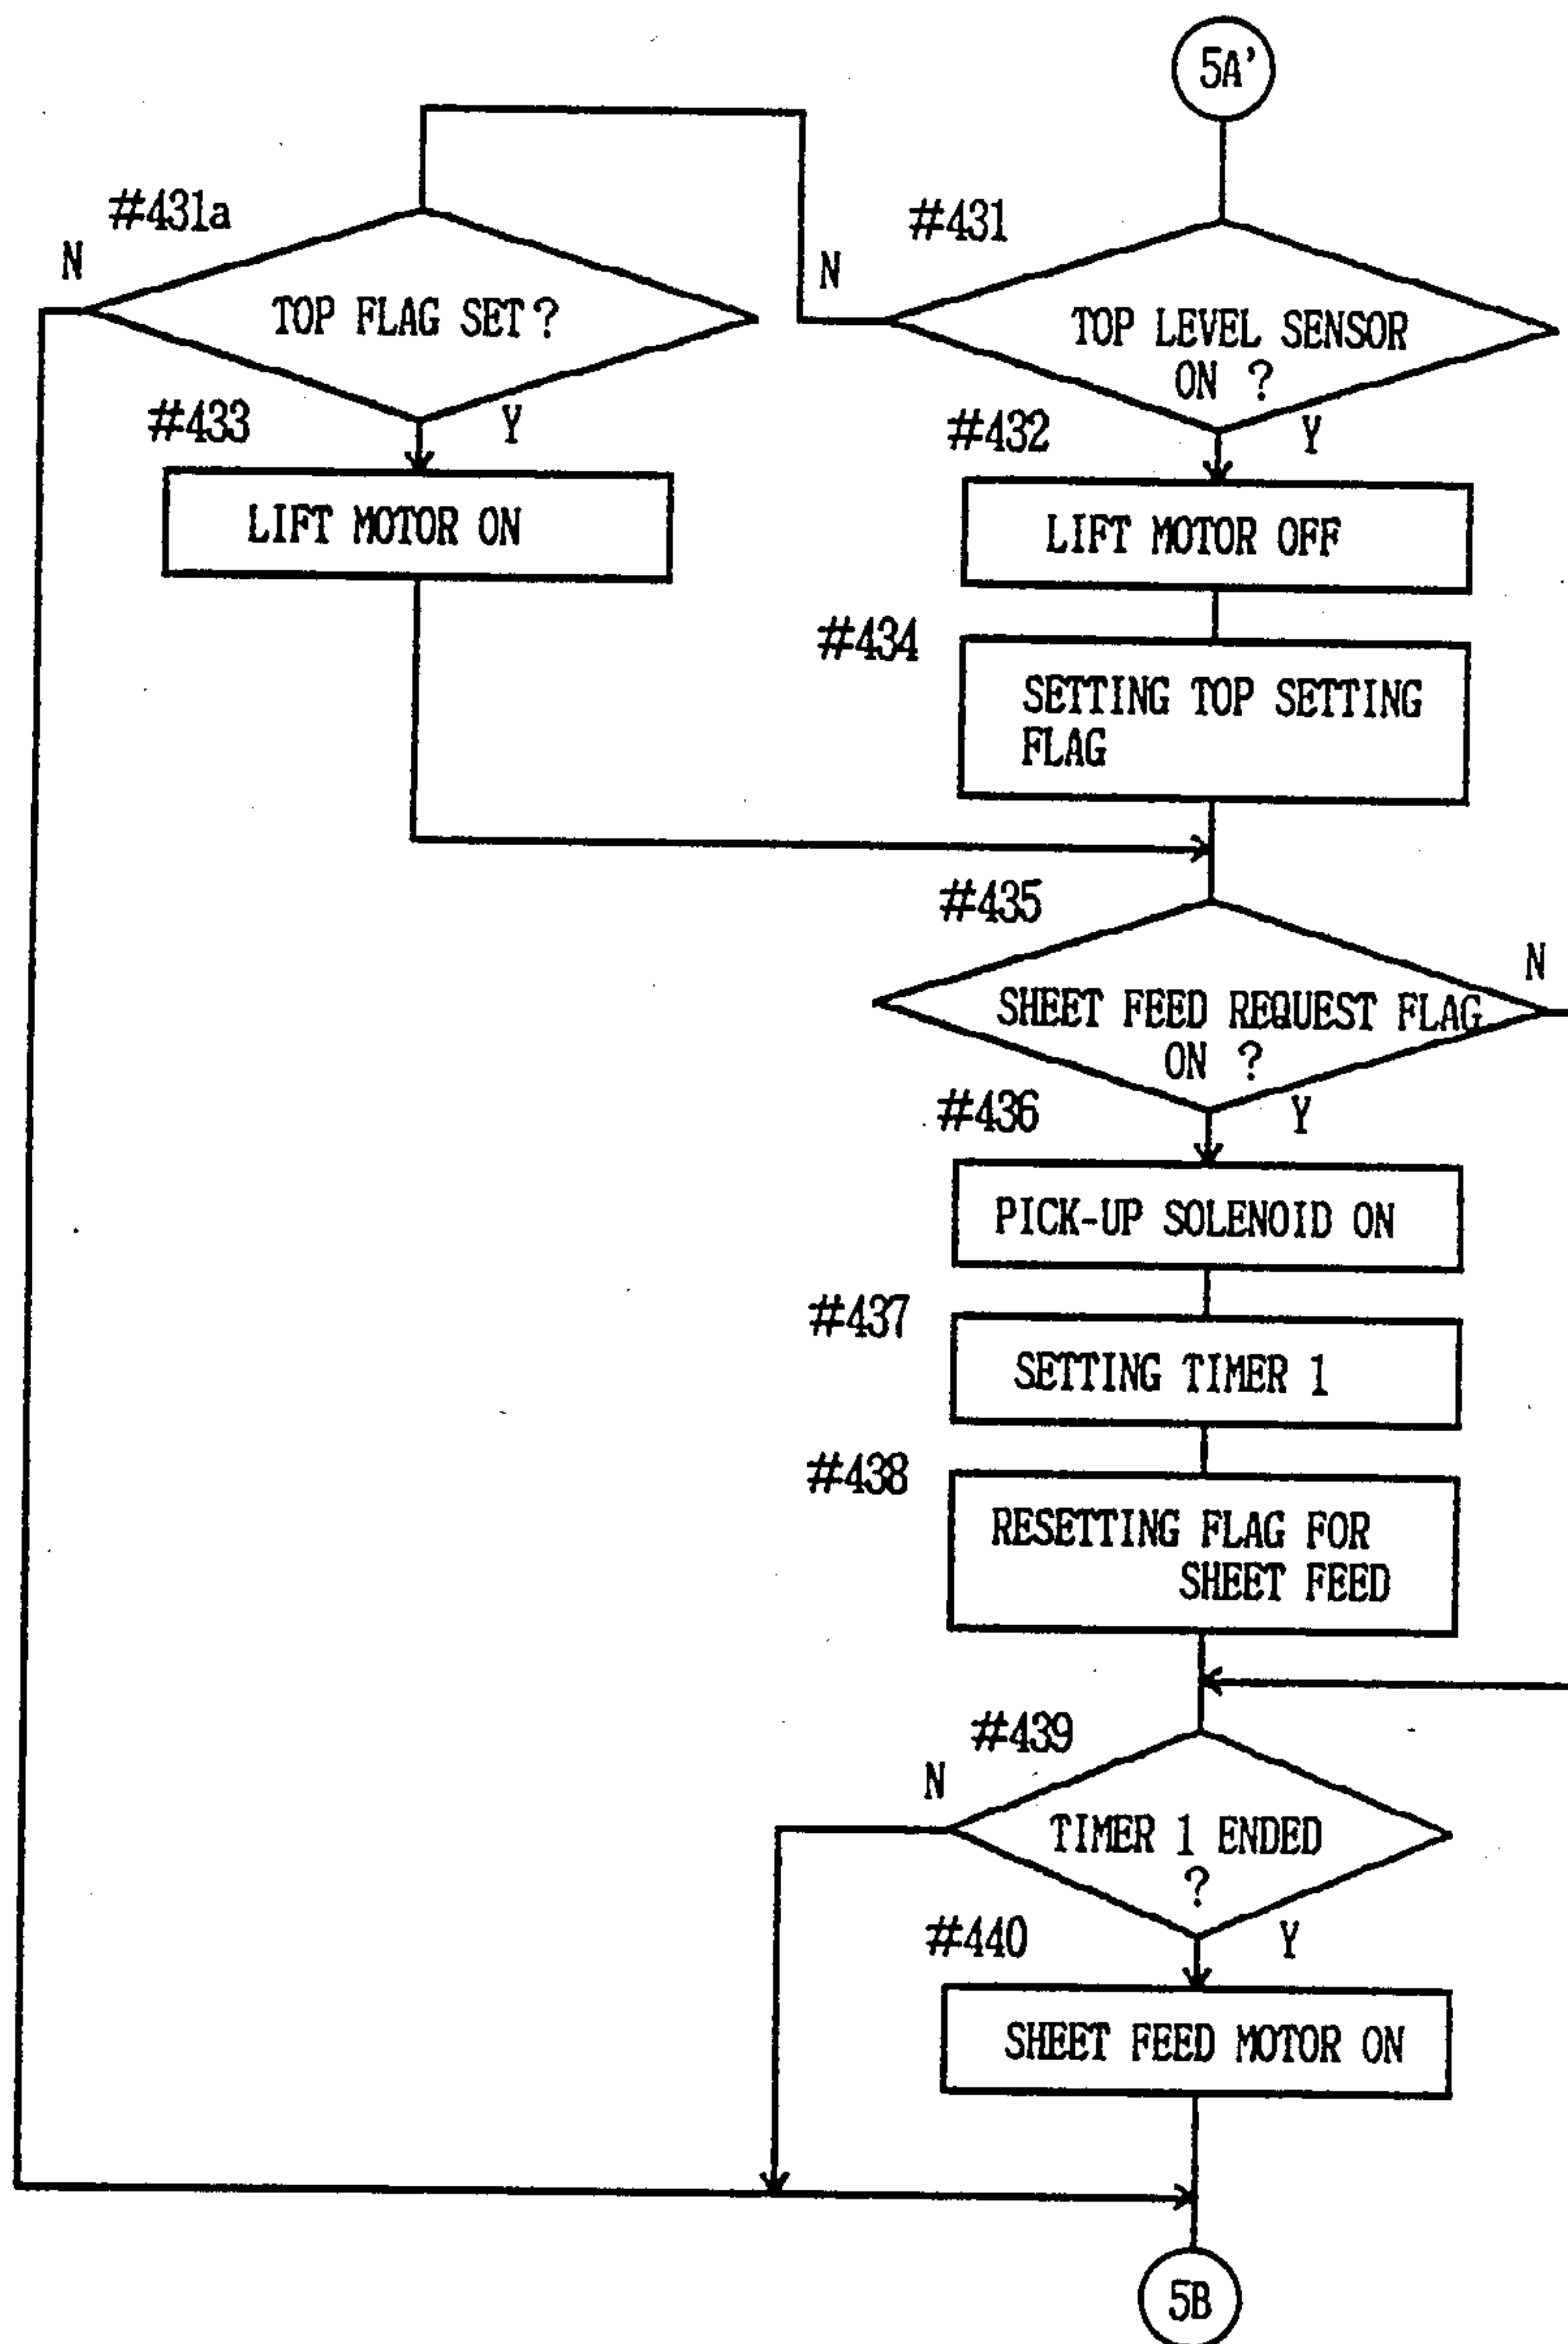 5A'
#431
N
TOP LEVEL SENSOR
ON ?
Y
#431a
N
TOP FLAG SET ?
Y
#433
LIFT MOTOR ON
#432
LIFT MOTOR OFF
#434
SETTING TOP SETTING
FLAG
#435
N
SHEET FEED REQUEST FLAG
ON ?
Y
#436
PICK-UP SOLENOID ON
#437
SETTING TIMER 1
#438
RESETTING FLAG FOR
SHEET FEED
#439
N
TIMER 1 ENDED
?
Y
#440
SHEET FEED MOTOR ON
5B